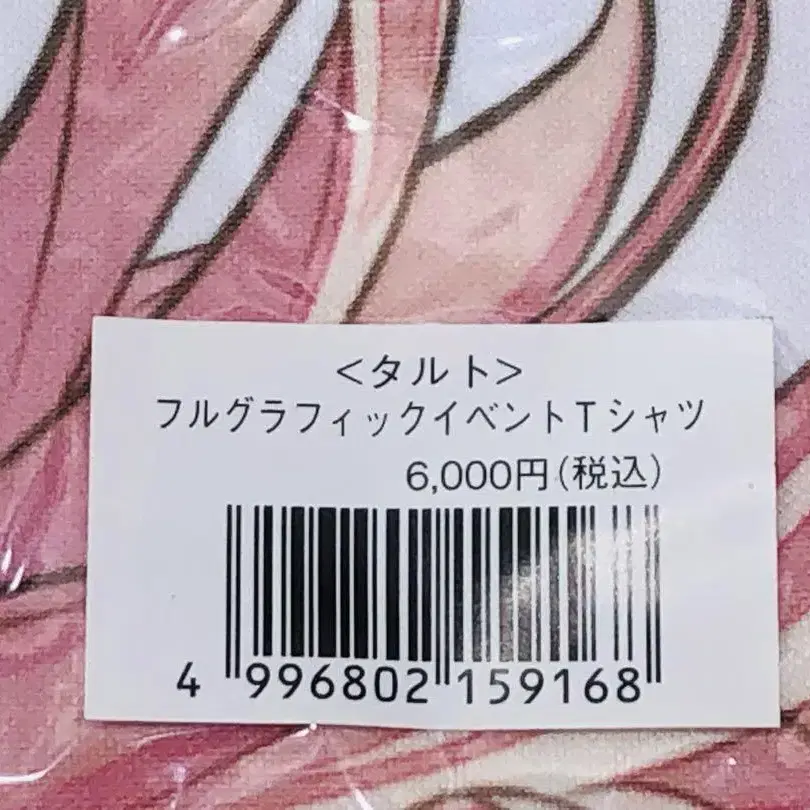 <タルト>
フルグラフィックイベントTシャツ
6,000円(税込)
4 996802 159168